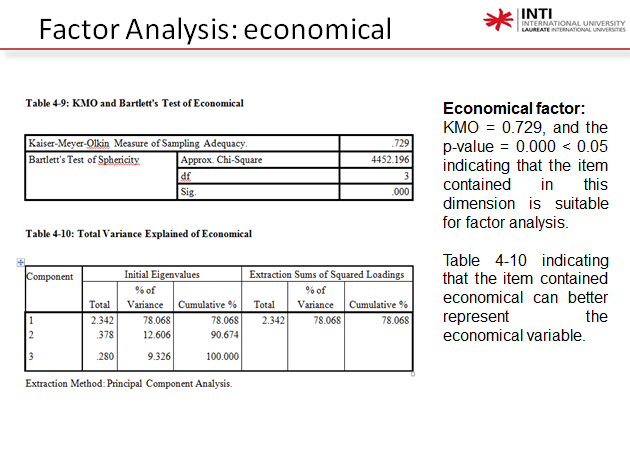 Factor Analysis: economical
INTI
INTERNATIONAL UNIVERSITY
LAUREATE INTERNATIONAL UNIVERSITIES
Table 4-9: KMO and Bartlett's Test of Economical
Kaiser-Meyer-Olkin Measure of Sampling Adequacy. .729
Bartlett's Test of Sphericity Approx. Chi-Square 4452.196
df 3
Sig. .000
Table 4-10: Total Variance Explained of Economical
Component Initial Eigenvalues Extraction Sums of Squared Loadings
Total % of Variance Cumulative % Total % of Variance Cumulative %
1 2.342 78.068 78.068 2.342 78.068 78.068
2 .378 12.606 90.674
3 .280 9.326 100.000
Extraction Method: Principal Component Analysis.
Economical factor:
KMO = 0.729, and the
p-value = 0.000 < 0.05
indicating that the item
contained in this
dimension is suitable
for factor analysis.
Table 4-10 indicating
that the item contained
economical can better
represent the
economical variable.